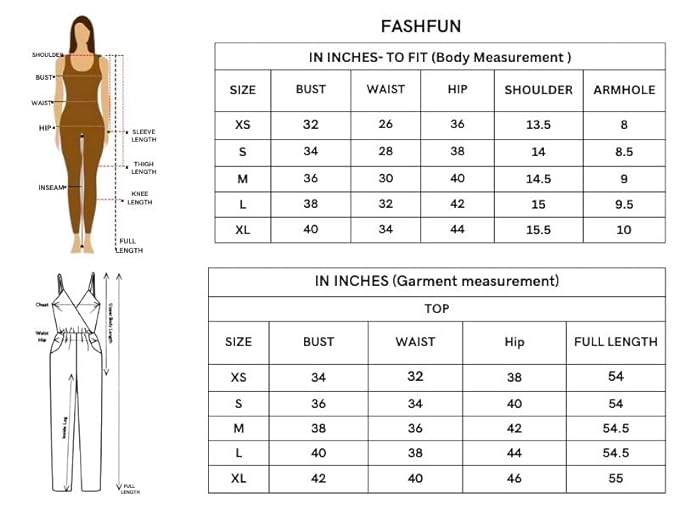 FASHFUN
IN INCHES- TO FIT (Body Measurement )
SIZE BUST WAIST HIP SHOULDER ARMHOLE
XS 32 26 36 13.5 8
S 34 28 38 14 8.5
M 36 30 40 14.5 9
L 38 32 42 15 9.5
XL 40 34 44 15.5 10
SHOULDER
BUST
WAIST
HIP
SLEEVE
LENGTH
THIGH
LENGTH
INSEAM
KNEE
LENGTH
FULL
LENGTH
IN INCHES (Garment measurement)
TOP
SIZE BUST WAIST Hip FULL LENGTH
XS 34 32 38 54
S 36 34 40 54
M 38 36 42 54.5
L 40 38 44 54.5
XL 42 40 46 55
Chest
Waist
Hip
Upper Body Length
Inside Leg
FULL
LENGTH